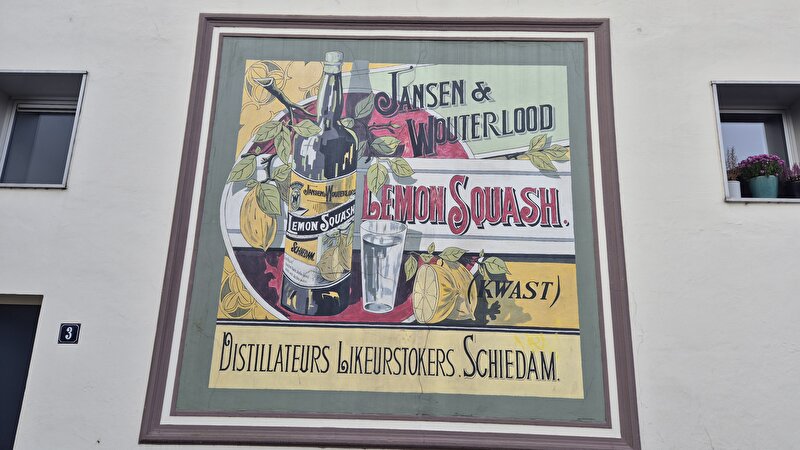 JANSEN &
WOUTERLOOD
LEMON SQUASH.
(KWAST)
DISTILLATEURS LIKEURSTOKERS. SCHIEDAM.
JANSEN & WOUTERLOOD
LEMON SQUASH
SCHIEDAM.
3